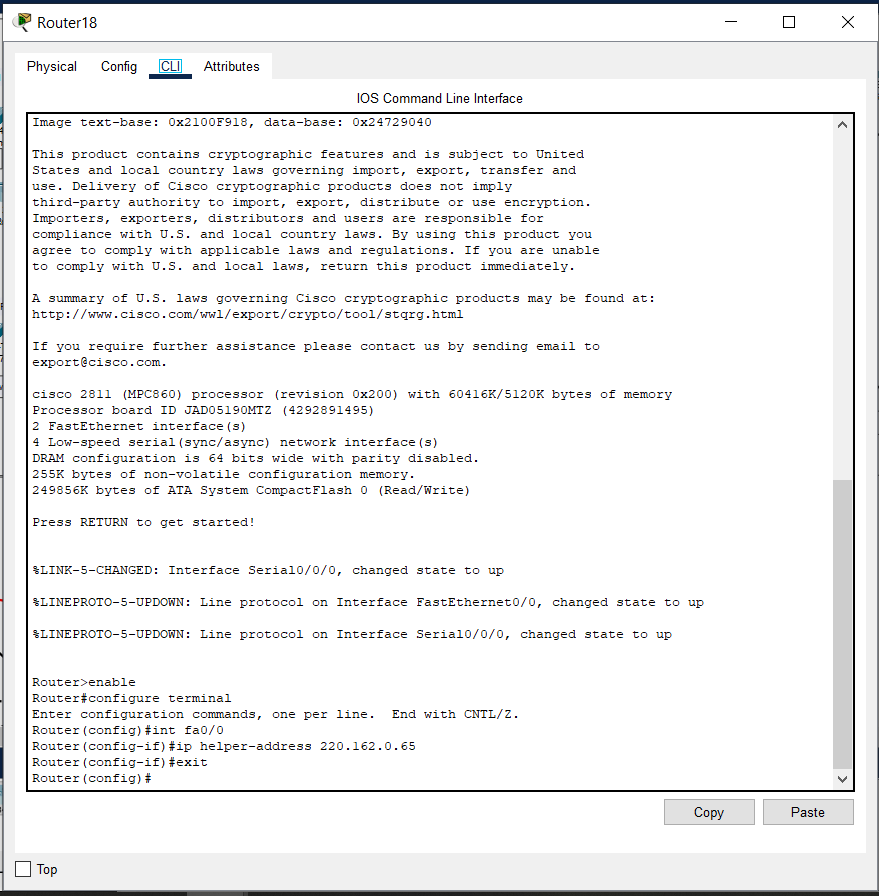 Router18
Physical Config CLI Attributes
IOS Command Line Interface
Image text-base: 0x2100F918, data-base: 0x24729040
This product contains cryptographic features and is subject to United
States and local country laws governing import, export, transfer and
use. Delivery of Cisco cryptographic products does not imply
third-party authority to import, export, distribute or use encryption.
Importers, exporters, distributors and users are responsible for
compliance with U.S. and local country laws. By using this product you
agree to comply with applicable laws and regulations. If you are unable
to comply with U.S. and local laws, return this product immediately.
A summary of U.S. laws governing Cisco cryptographic products may be found at:
http://www.cisco.com/wwl/export/crypto/tool/stqrg.html
If you require further assistance please contact us by sending email to
export@cisco.com.
cisco 2811 (MPC860) processor (revision 0x200) with 60416K/5120K bytes of memory
Processor board ID JAD05190MTZ (4292891495)
2 FastEthernet interface(s)
4 Low-speed serial(sync/async) network interface(s)
DRAM configuration is 64 bits wide with parity disabled.
255K bytes of non-volatile configuration memory.
249856K bytes of ATA System CompactFlash 0 (Read/Write)
Press RETURN to get started!
%LINK-5-CHANGED: Interface Serial0/0/0, changed state to up
%LINEPROTO-5-UPDOWN: Line protocol on Interface FastEthernet0/0, changed state to up
%LINEPROTO-5-UPDOWN: Line protocol on Interface Serial0/0/0, changed state to up
Router>enable
Router#configure terminal
Enter configuration commands, one per line.  End with CNTL/Z.
Router(config)#int fa0/0
Router(config-if)#ip helper-address 220.162.0.65
Router(config-if)#exit
Router(config)#
Copy Paste
Top